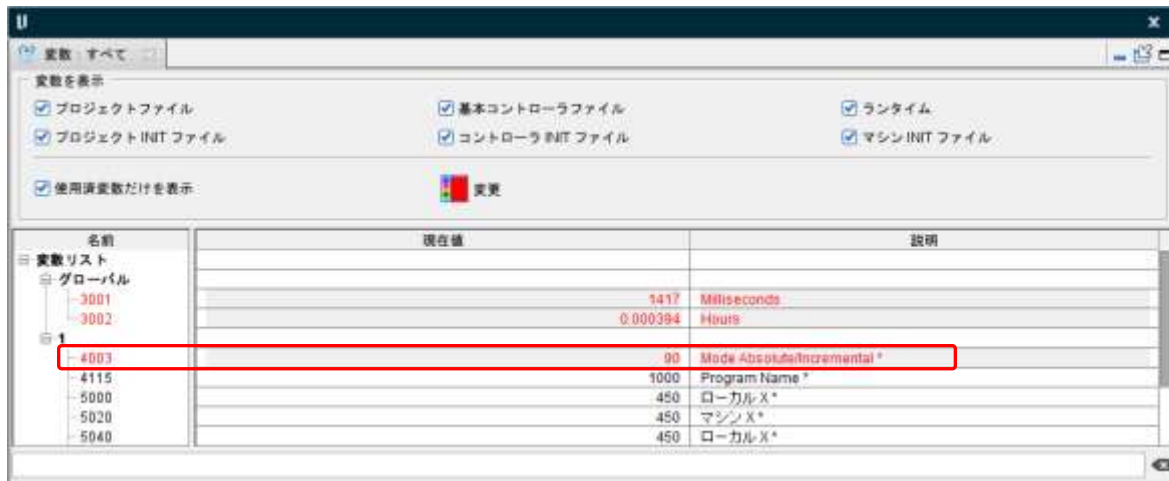 変数 : すべて
変数を表示
プロジェクトファイル 基本コントローラファイル ランタイム
プロジェクト INIT ファイル コントローラ INIT ファイル マシン INIT ファイル
使用済変数だけを表示 変更
名前 現在値 説明
変数リスト
グローバル
3001 1417 Milliseconds
3002 0.000394 Hours
1
4003 90 Mode Absolute/Incremental *
4115 1000 Program Name *
5000 450 ローカル X *
5020 450 マシン X *
5040 450 ローカル X *